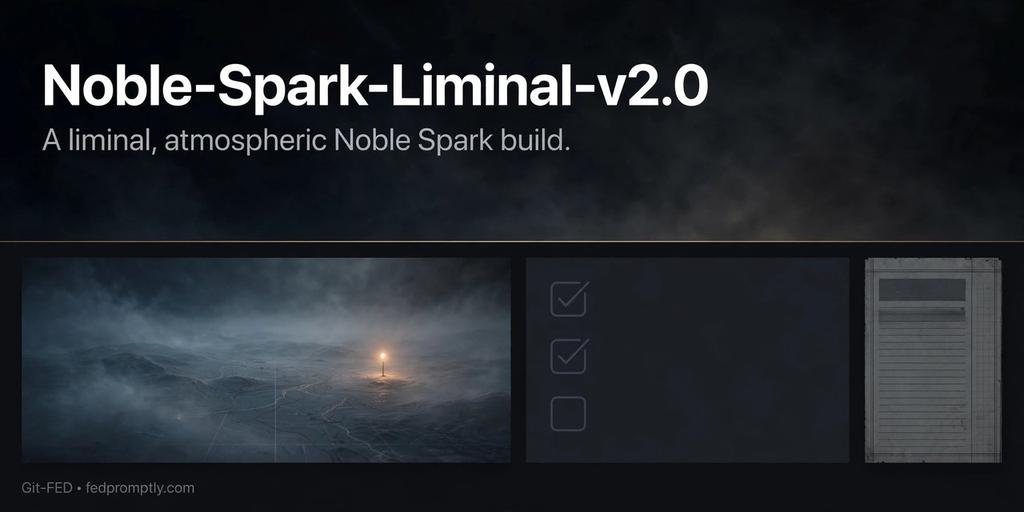 Noble-Spark-Liminal-v2.0
A liminal, atmospheric Noble Spark build.
Git-FED • fedpromptly.com